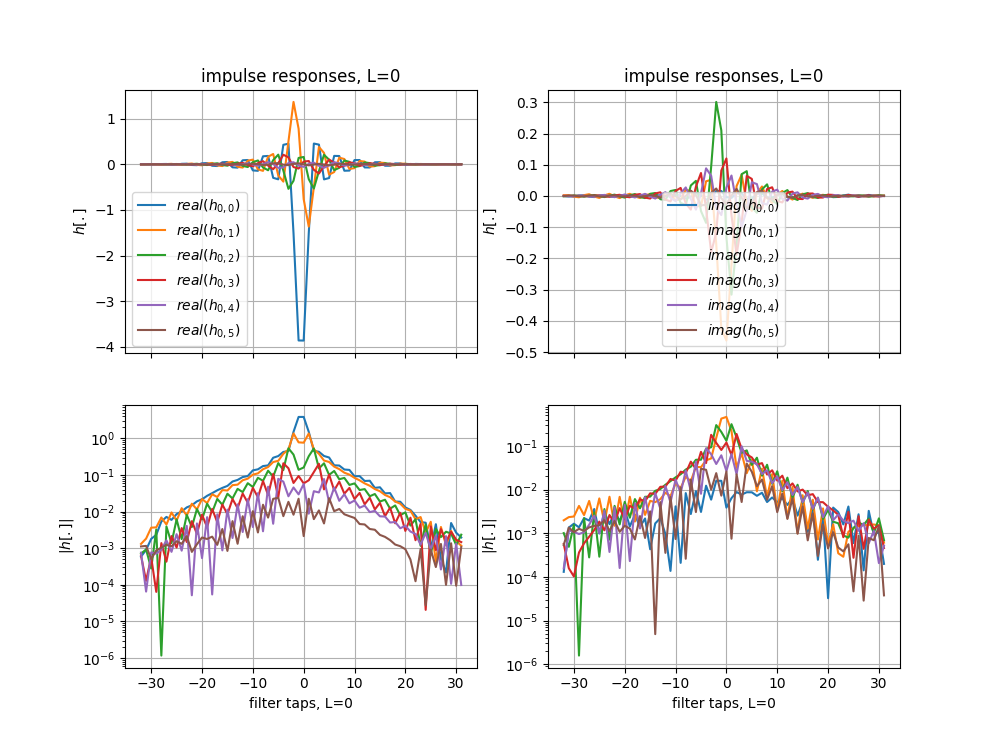 impulse responses, L=0
impulse responses, L=0
h[.]
1
0
−1
−2
−3
−4
real(h0,0)
real(h0,1)
real(h0,2)
real(h0,3)
real(h0,4)
real(h0,5)
h[.]
0.3
0.2
0.1
0.0
−0.1
−0.2
−0.3
−0.4
−0.5
imag(h0,0)
imag(h0,1)
imag(h0,2)
imag(h0,3)
imag(h0,4)
imag(h0,5)
|h[.]|
10^0
10^−1
10^−2
10^−3
10^−4
10^−5
10^−6
−30 −20 −10 0 10 20 30
filter taps, L=0
|h[.]|
10^−1
10^−2
10^−3
10^−4
10^−5
10^−6
−30 −20 −10 0 10 20 30
filter taps, L=0